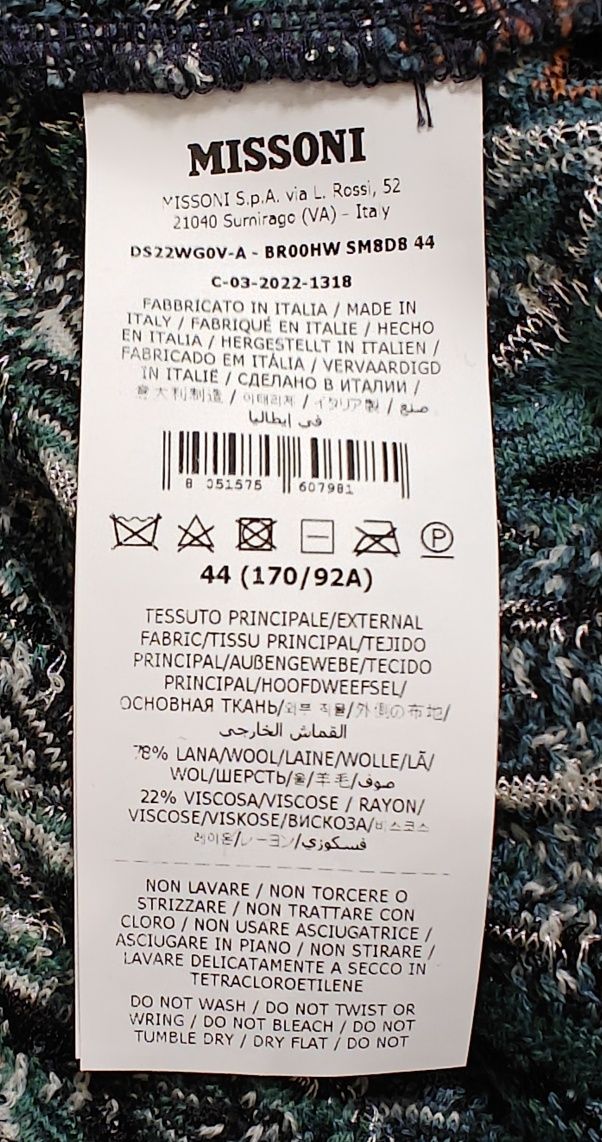 MISSONI
MISSONI S.p.A. via L. Rossi, 52
21040 Sumirago (VA) - Italy
DS22WG0V-A - BR00HW SM8D8 44
C-03-2022-1318
FABBRICATO IN ITALIA / MADE IN
ITALY / FABRIQUÉ EN ITALIE / HECHO
EN ITALIA / HERGESTELLT IN ITALIEN /
FABRICADO EM ITÁLIA / VERVAARDIGD
IN ITALIË / СДЕЛАНО В ИТАЛИИ /
意大利制造 / 이태리제 / イタリア製 / صنع
في إيطاليا
8 051575 607981
P
44 (170/92A)
TESSUTO PRINCIPALE/EXTERNAL
FABRIC/TISSU PRINCIPAL/TEJIDO
PRINCIPAL/AUßENGEWEBE/TECIDO
PRINCIPAL/HOOFDWEEFSEL/
ОСНОВНАЯ ТКАНЬ/외부 직물/外側の布地/
القماش الخارجى
78% LANA/WOOL/LAINE/WOLLE/LÃ/
WOL/ШЕРСТЬ/울/羊毛/صوف/
22% VISCOSA/VISCOSE / RAYON/
VISCOSE/VISKOSE/ВИСКОЗА/비스코스
레이온/レーヨン/فسكوزي
NON LAVARE / NON TORCERE O
STRIZZARE / NON TRATTARE CON
CLORO / NON USARE ASCIUGATRICE /
ASCIUGARE IN PIANO / NON STIRARE /
LAVARE DELICATAMENTE A SECCO IN
TETRACLOROETILENE
DO NOT WASH / DO NOT TWIST OR
WRING / DO NOT BLEACH / DO NOT
TUMBLE DRY / DRY FLAT / DO NOT